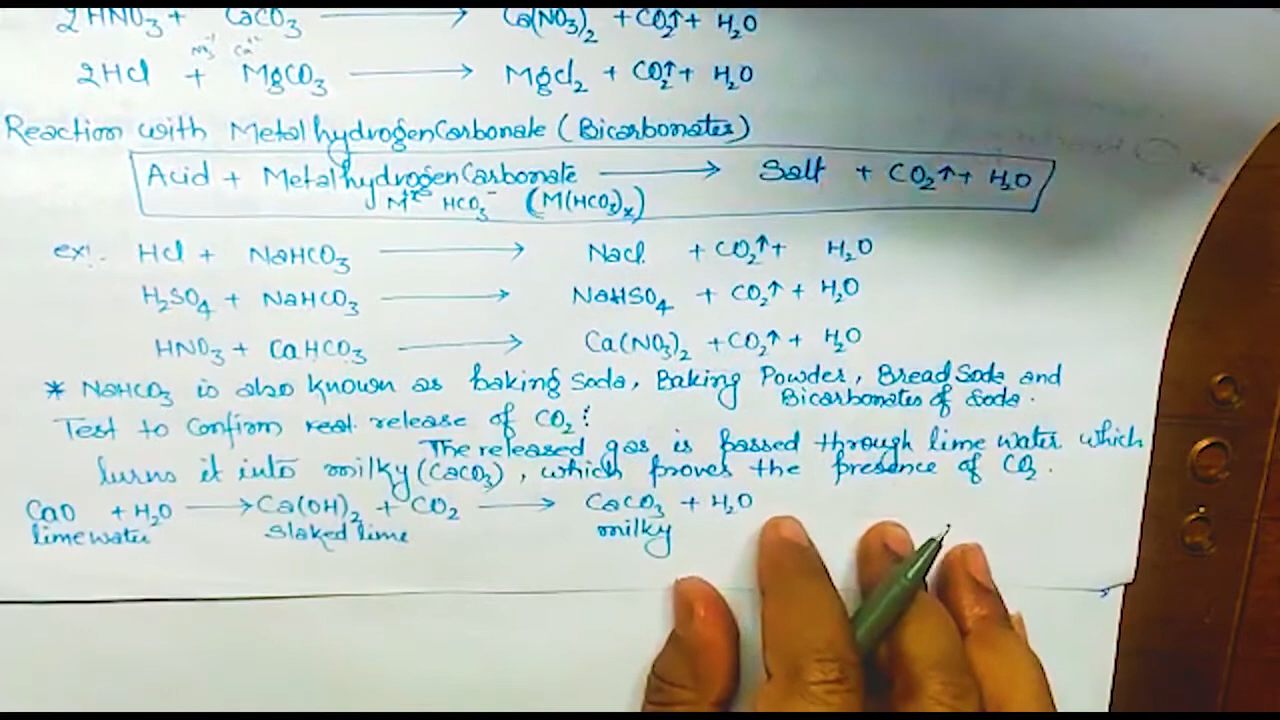 2HNO₃ + CaCO₃ ⟶ Ca(NO₃)₂ + CO₂↑ + H₂O
2HCl + MgCO₃ ⟶ MgCl₂ + CO₂↑ + H₂O
Reaction with Metal hydrogen Carbonate (Bicarbonates)
Acid + Metal hydrogen Carbonate ⟶ Salt + CO₂↑ + H₂O
HCO₃⁻ (M(HCO₃)ₓ)
ex:- HCl + NaHCO₃ ⟶ NaCl + CO₂↑ + H₂O
H₂SO₄ + NaHCO₃ ⟶ NaHSO₄ + CO₂↑ + H₂O
HNO₃ + CaHCO₃ ⟶ Ca(NO₃)₂ + CO₂↑ + H₂O
* NaHCO₃ is also known as baking Soda, Baking Powder, Bread Soda and
Bicarbonates of Soda.
Test to Confirm release of CO₂:
The released gas is passed through lime water which
turns it into milky (CaCO₃), which proves the presence of CO₂.
CaO + H₂O ⟶ Ca(OH)₂ + CO₂ ⟶ CaCO₃ + H₂O
lime water Slaked lime milky